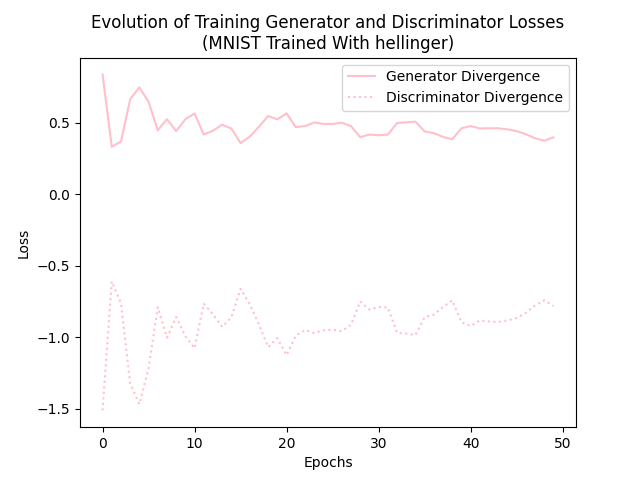 Evolution of Training Generator and Discriminator Losses
(MNIST Trained With hellinger)
Generator Divergence
Discriminator Divergence
0.5
0.0
−0.5
−1.0
−1.5
Loss
0 10 20 30 40 50
Epochs